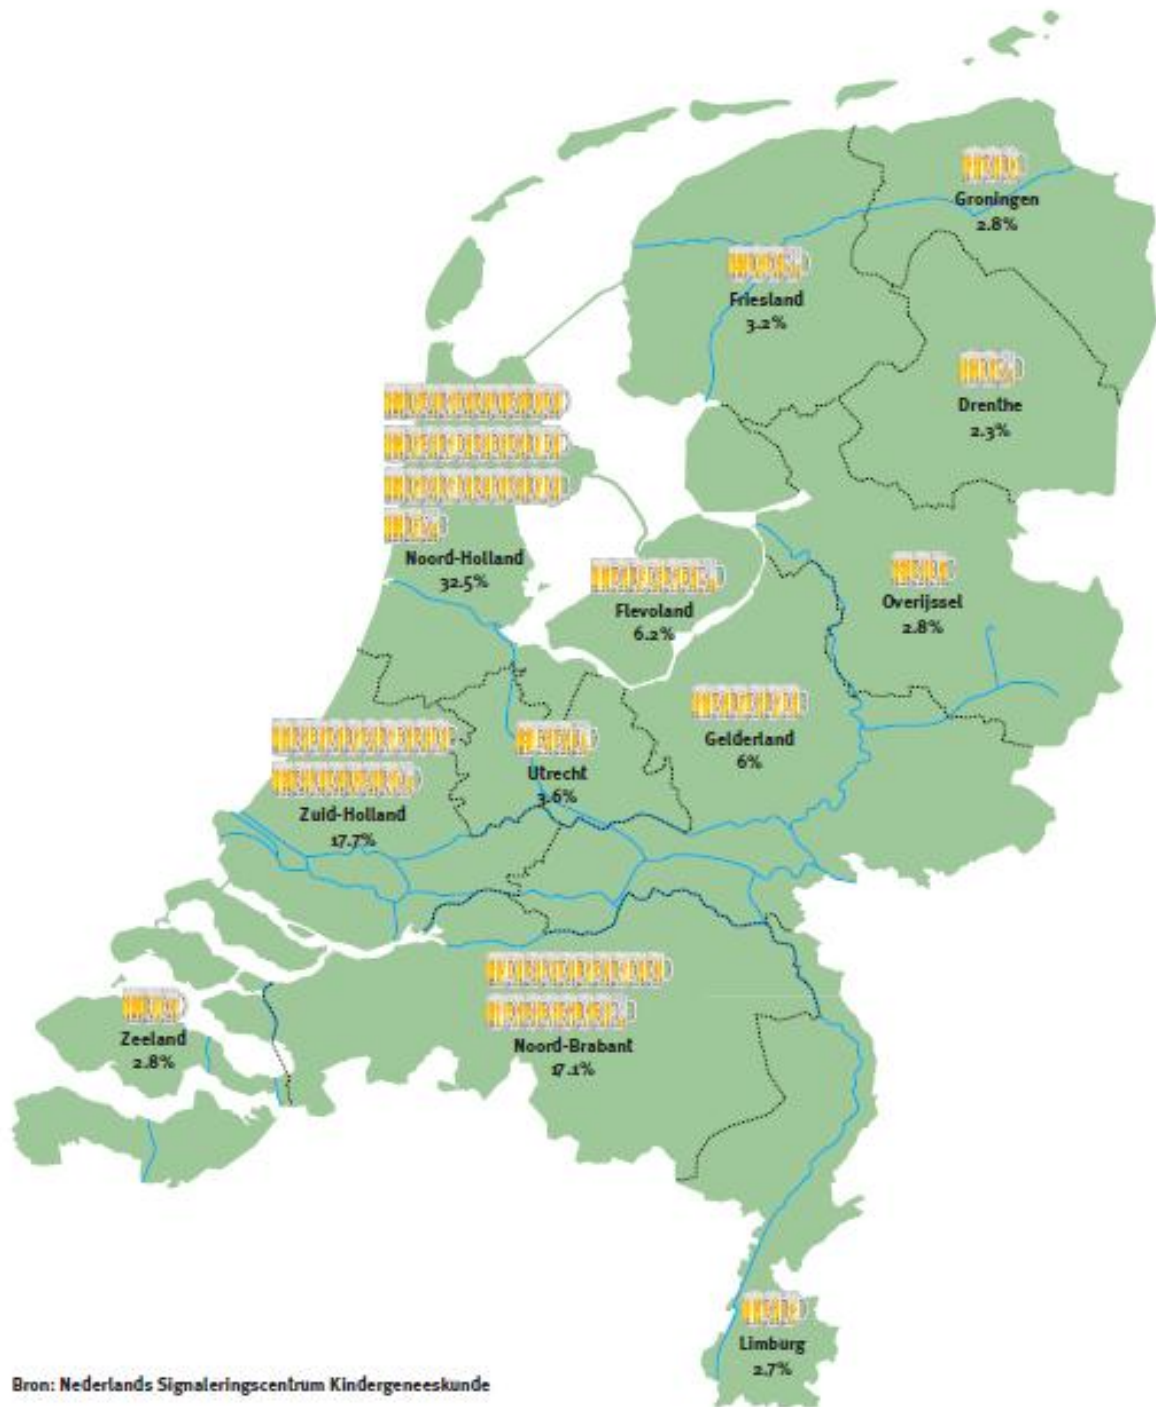 Groningen
2.8%
Friesland
3.2%
Drenthe
2.3%
Noord-Holland
32.5%
Flevoland
6.2%
Overijssel
2.8%
Gelderland
6%
Utrecht
3.6%
Zuid-Holland
17.7%
Zeeland
2.8%
Noord-Brabant
17.1%
Limburg
2.7%
Bron: Nederlands Signaleringscentrum Kindergeneeskunde